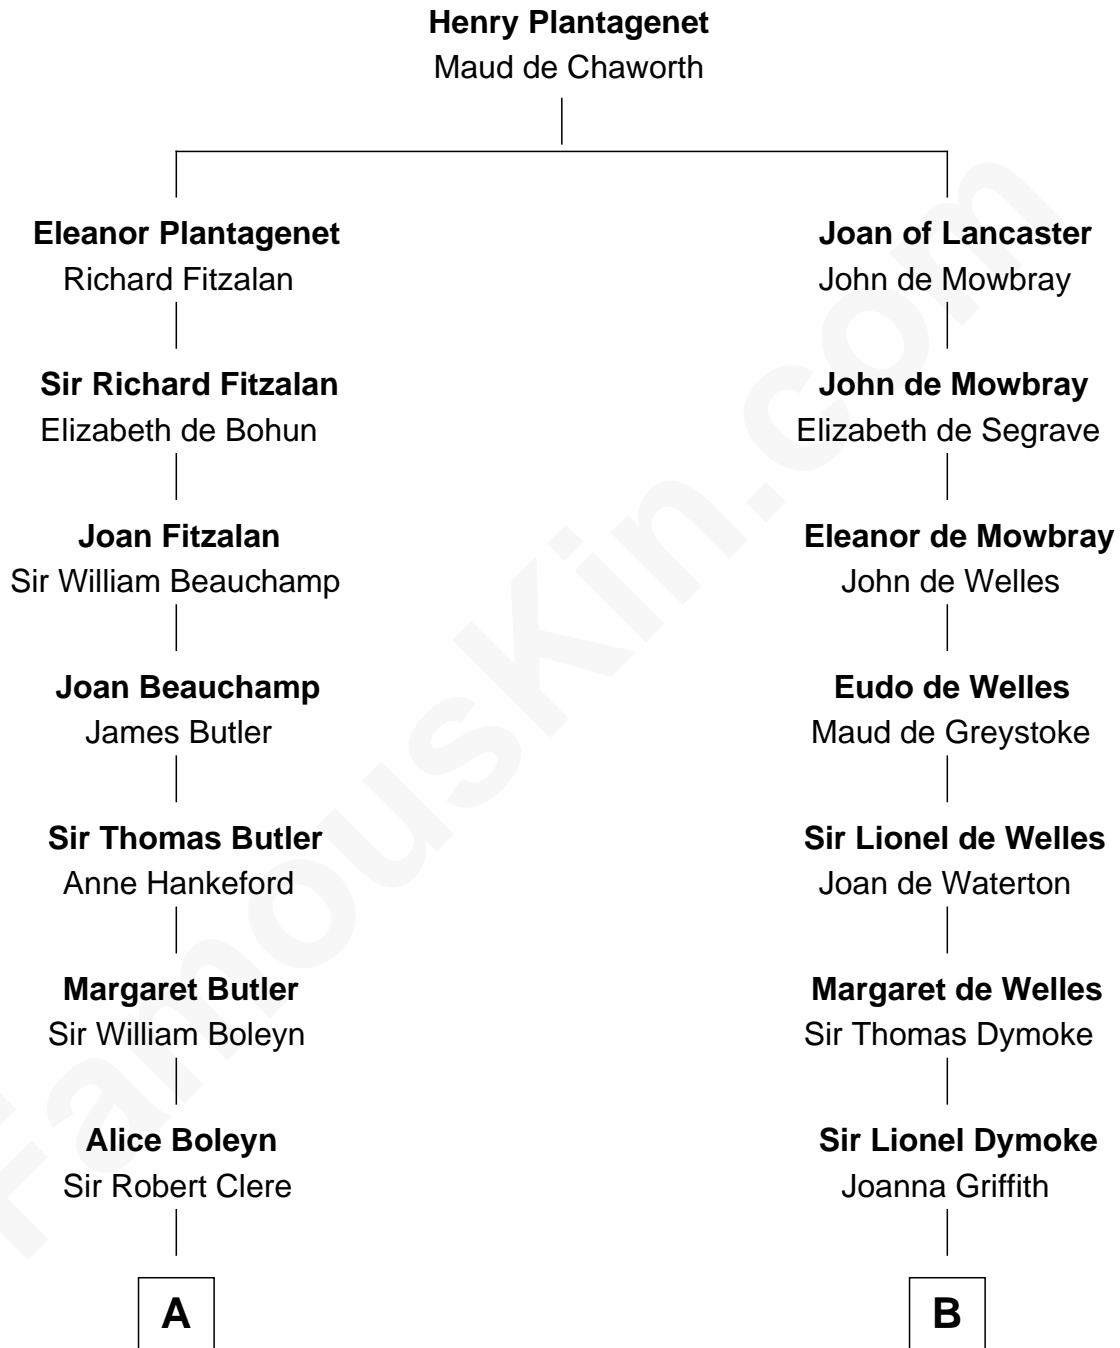 Henry Plantagenet
Maud de Chaworth
Eleanor Plantagenet
Richard Fitzalan
Joan of Lancaster
John de Mowbray
Sir Richard Fitzalan
Elizabeth de Bohun
John de Mowbray
Elizabeth de Segrave
Joan Fitzalan
Sir William Beauchamp
Eleanor de Mowbray
John de Welles
Joan Beauchamp
James Butler
Eudo de Welles
Maud de Greystoke
Sir Thomas Butler
Anne Hankeford
Sir Lionel de Welles
Joan de Waterton
Margaret Butler
Sir William Boleyn
Margaret de Welles
Sir Thomas Dymoke
Alice Boleyn
Sir Robert Clere
Sir Lionel Dymoke
Joanna Griffith
A
B
FamousKin.com